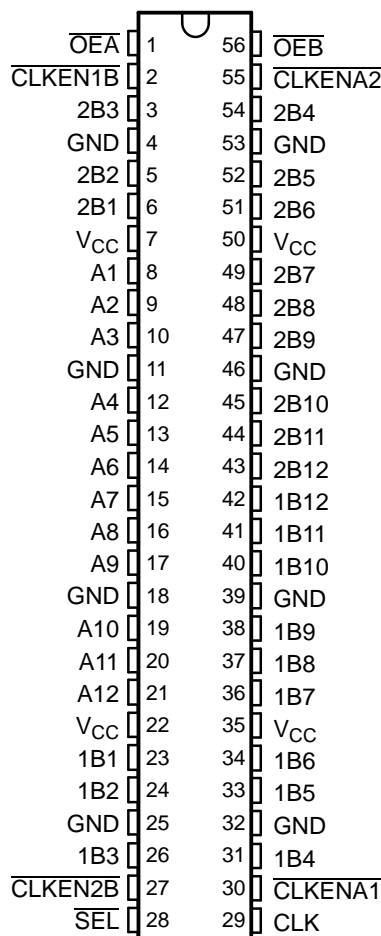 OEA 1 56 OEB
CLKEN1B 2 55 CLKENA2
2B3 3 54 2B4
GND 4 53 GND
2B2 5 52 2B5
2B1 6 51 2B6
VCC 7 50 VCC
A1 8 49 2B7
A2 9 48 2B8
A3 10 47 2B9
GND 11 46 GND
A4 12 45 2B10
A5 13 44 2B11
A6 14 43 2B12
A7 15 42 1B12
A8 16 41 1B11
A9 17 40 1B10
GND 18 39 GND
A10 19 38 1B9
A11 20 37 1B8
A12 21 36 1B7
VCC 22 35 VCC
1B1 23 34 1B6
1B2 24 33 1B5
GND 25 32 GND
1B3 26 31 1B4
CLKEN2B 27 30 CLKENA1
SEL 28 29 CLK